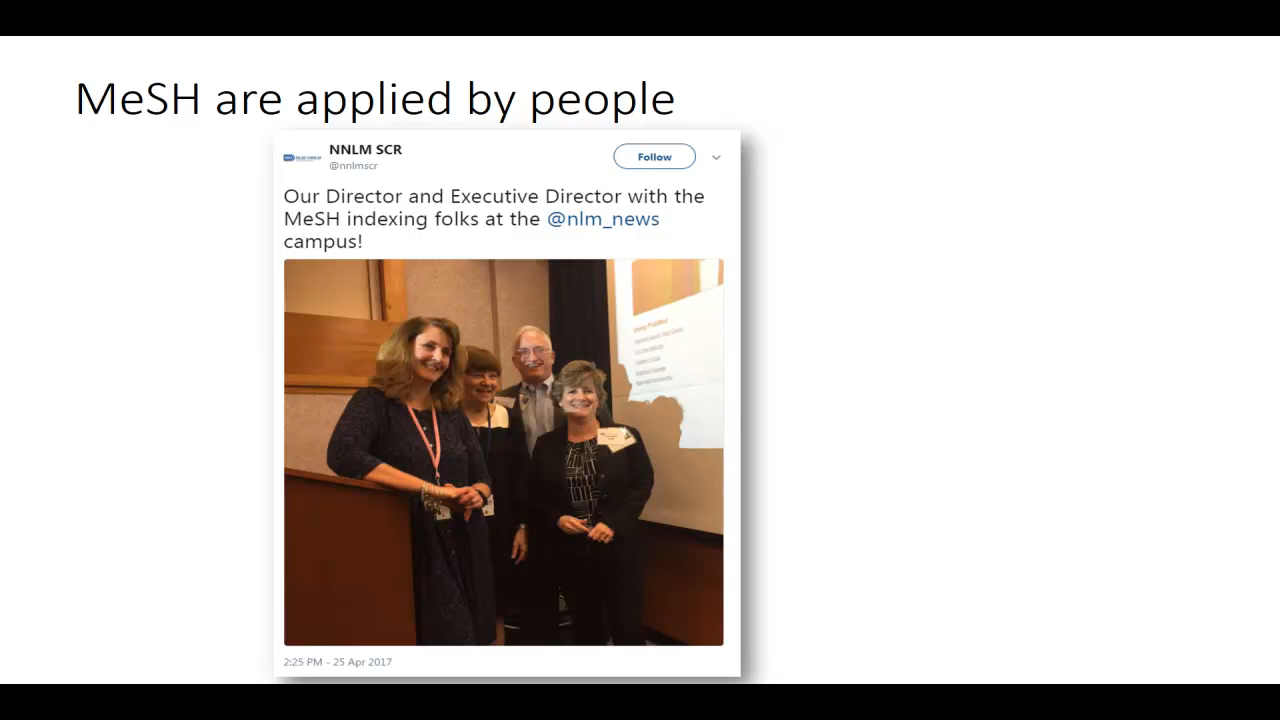 MeSH are applied by people
NNLM SCR
@nnlmscr
Follow
Our Director and Executive Director with the
MeSH indexing folks at the @nlm_news
campus!
2:25 PM - 25 Apr 2017